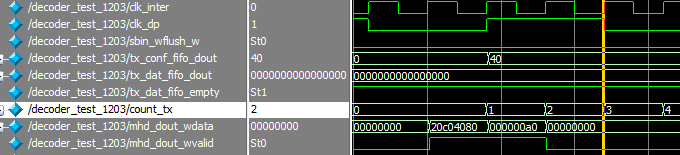 /decoder_test_1203/clk_inter 0
/decoder_test_1203/clk_dp 1
/decoder_test_1203/sbin_wflush_w St0
/decoder_test_1203/tx_conf_fifo_dout 40 0 40
/decoder_test_1203/tx_dat_fifo_dout 0000000000000000 0000000000000000
/decoder_test_1203/tx_dat_fifo_empty St1
/decoder_test_1203/count_tx 2 0 1 2 3 4
/decoder_test_1203/mhd_dout_wdata 00000000 00000000 20c04080 000000a0 00000000
/decoder_test_1203/mhd_dout_wvalid St0